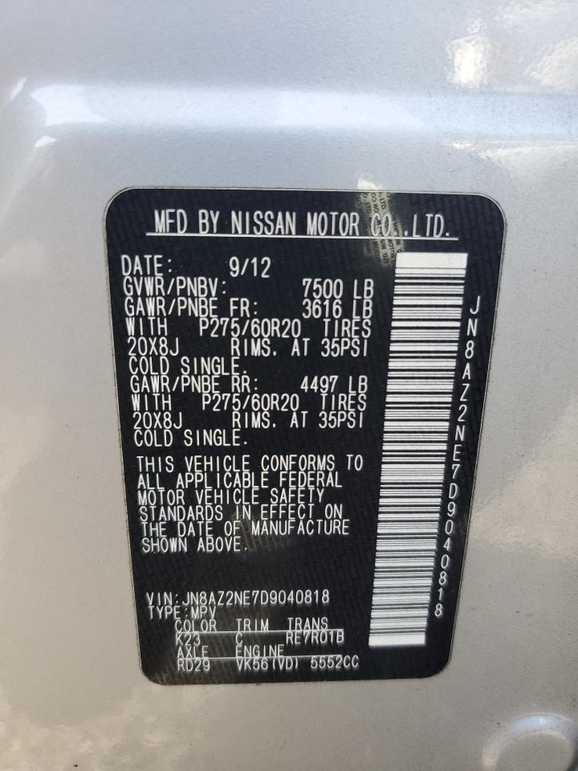 MFD BY NISSAN MOTOR CO.,LTD.
DATE: 9/12
GVWR/PNBV: 7500 LB
GAWR/PNBE FR: 3616 LB
WITH P275/60R20 TIRES
20X8J RIMS. AT 35PSI
COLD SINGLE.
GAWR/PNBE RR: 4497 LB
WITH P275/60R20 TIRES
20X8J RIMS. AT 35PSI
COLD SINGLE.
THIS VEHICLE CONFORMS TO
ALL APPLICABLE FEDERAL
MOTOR VEHICLE SAFETY
STANDARDS IN EFFECT ON
THE DATE OF MANUFACTURE
SHOWN ABOVE.
VIN:JN8AZ2NE7D9040818
TYPE:MPV
COLOR TRIM TRANS
K23 C RE7R01B
AXLE ENGINE
RD29 VK56(VD) 5552CC
JN8AZ2NE7D9040818